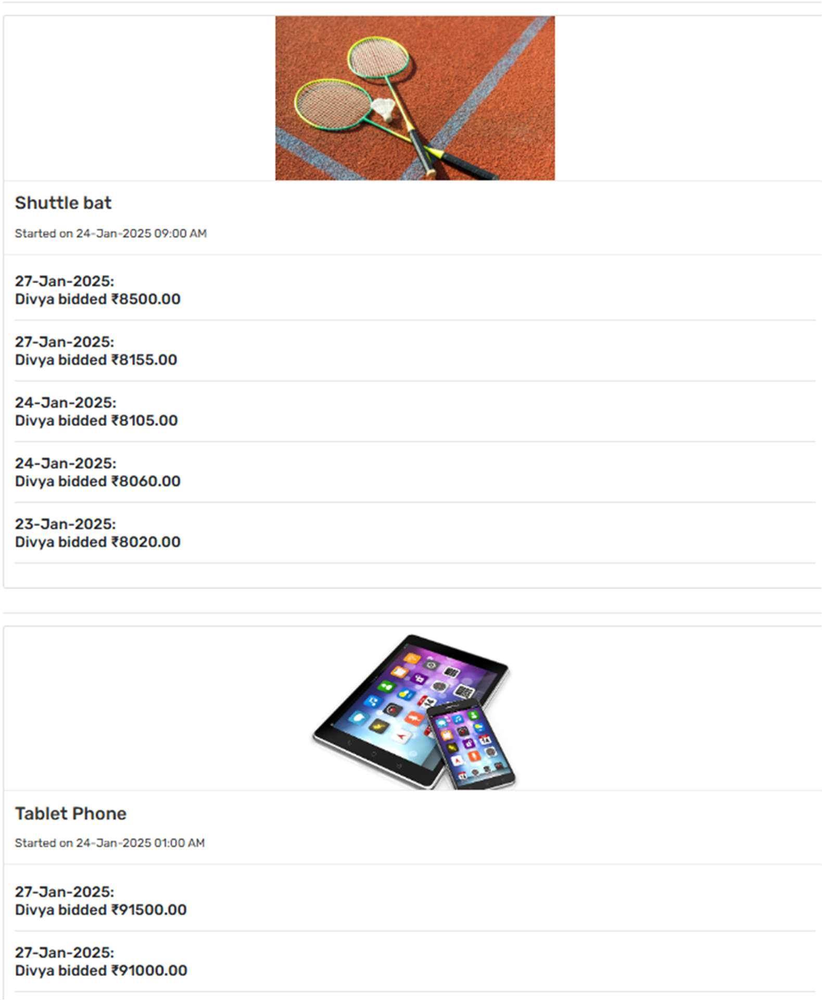 Shuttle bat
Started on 24-Jan-2025 09:00 AM
27-Jan-2025:
Divya bidded ₹8500.00
27-Jan-2025:
Divya bidded ₹8155.00
24-Jan-2025:
Divya bidded ₹8105.00
24-Jan-2025:
Divya bidded ₹8060.00
23-Jan-2025:
Divya bidded ₹8020.00
14
14
Tablet Phone
Started on 24-Jan-2025 01:00 AM
27-Jan-2025:
Divya bidded ₹91500.00
27-Jan-2025:
Divya bidded ₹91000.00